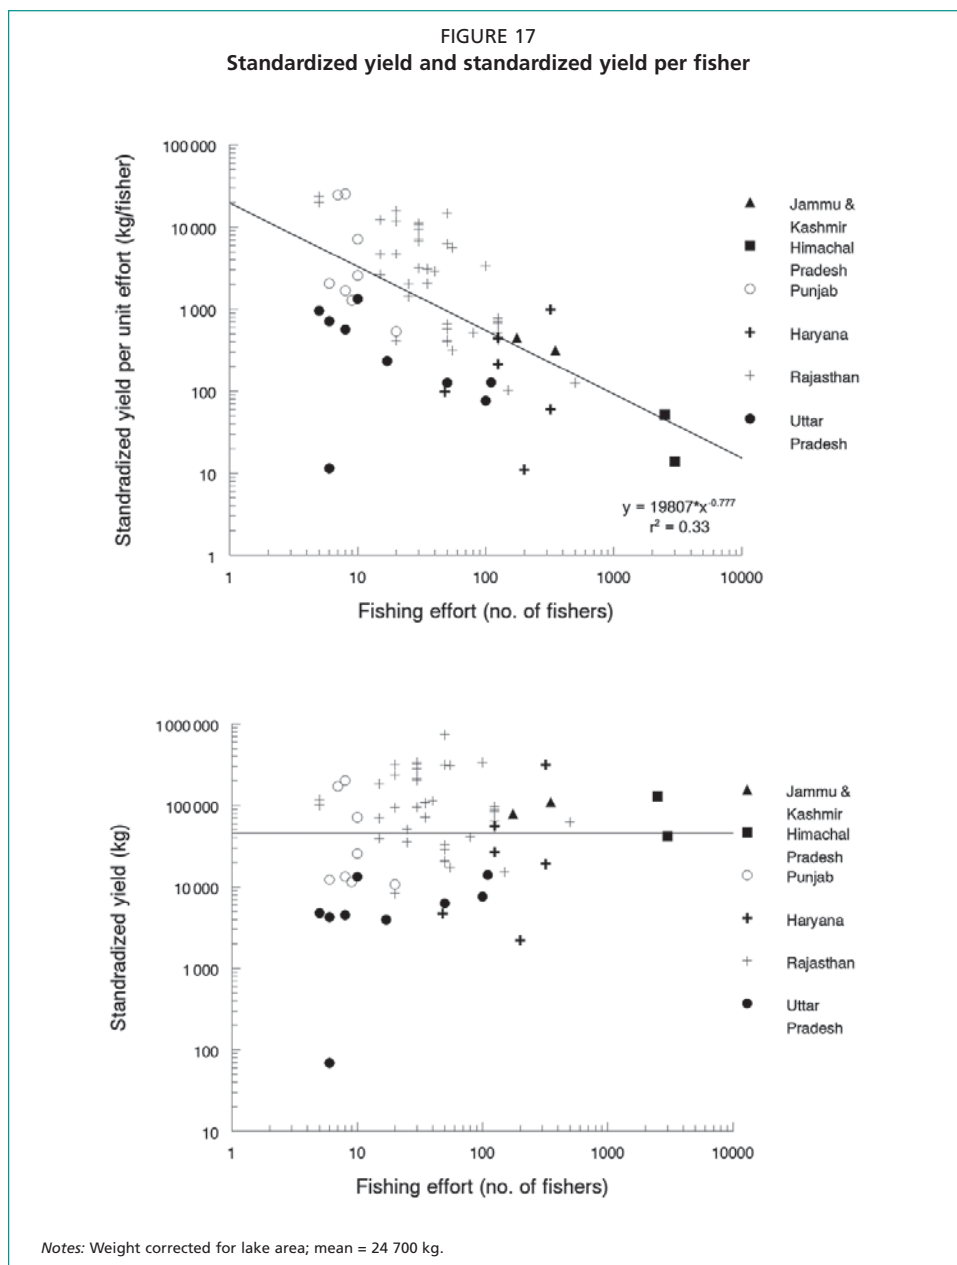 FIGURE 17
Standardized yield and standardized yield per fisher
100 000
10 000
1 000
100
10
1
Standradized yield per unit effort (kg/fisher)
1
10
100
1000
10000
Fishing effort (no. of fishers)
y = 19807*x^-0.777
r² = 0.33
Jammu &
Kashmir
Himachal
Pradesh
Punjab
Haryana
Rajasthan
Uttar
Pradesh
1 000 000
100 000
10 000
1 000
100
10
Standradized yield (kg)
1
10
100
1000
10000
Fishing effort (no. of fishers)
Jammu &
Kashmir
Himachal
Pradesh
Punjab
Haryana
Rajasthan
Uttar
Pradesh
Notes: Weight corrected for lake area; mean = 24 700 kg.